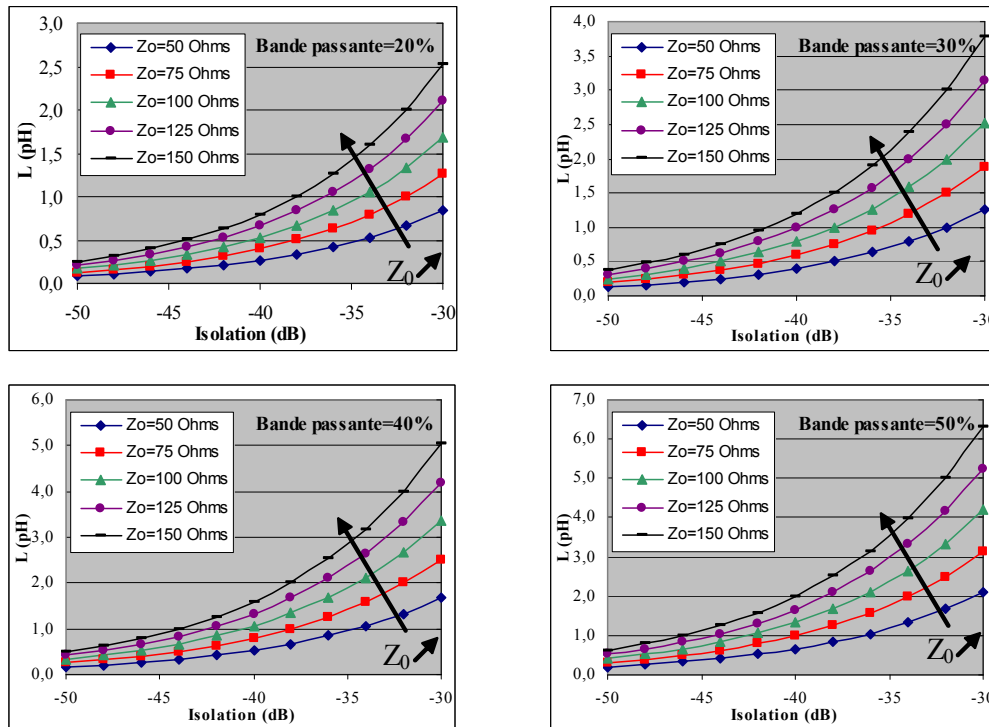 3,0
2,5
2,0
1,5
1,0
0,5
0,0
L (pH)
Zo=50 Ohms
Zo=75 Ohms
Zo=100 Ohms
Zo=125 Ohms
Zo=150 Ohms
Bande passante=20%
Z0
-50 -45 -40 -35 -30
Isolation (dB)
4,0
3,5
3,0
2,5
2,0
1,5
1,0
0,5
0,0
L (pH)
Zo=50 Ohms
Zo=75 Ohms
Zo=100 Ohms
Zo=125 Ohms
Zo=150 Ohms
Bande passante=30%
Z0
-50 -45 -40 -35 -30
Isolation (dB)
6,0
5,0
4,0
3,0
2,0
1,0
0,0
L (pH)
Zo=50 Ohms
Zo=75 Ohms
Zo=100 Ohms
Zo=125 Ohms
Zo=150 Ohms
Bande passante=40%
Z0
-50 -45 -40 -35 -30
Isolation (dB)
7,0
6,0
5,0
4,0
3,0
2,0
1,0
0,0
L (pH)
Zo=50 Ohms
Zo=75 Ohms
Zo=100 Ohms
Zo=125 Ohms
Zo=150 Ohms
Bande passante=50%
Z0
-50 -45 -40 -35 -30
Isolation (dB)